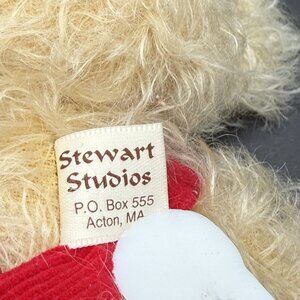 Stewart
Studios
P.O. Box 555
Acton, MA